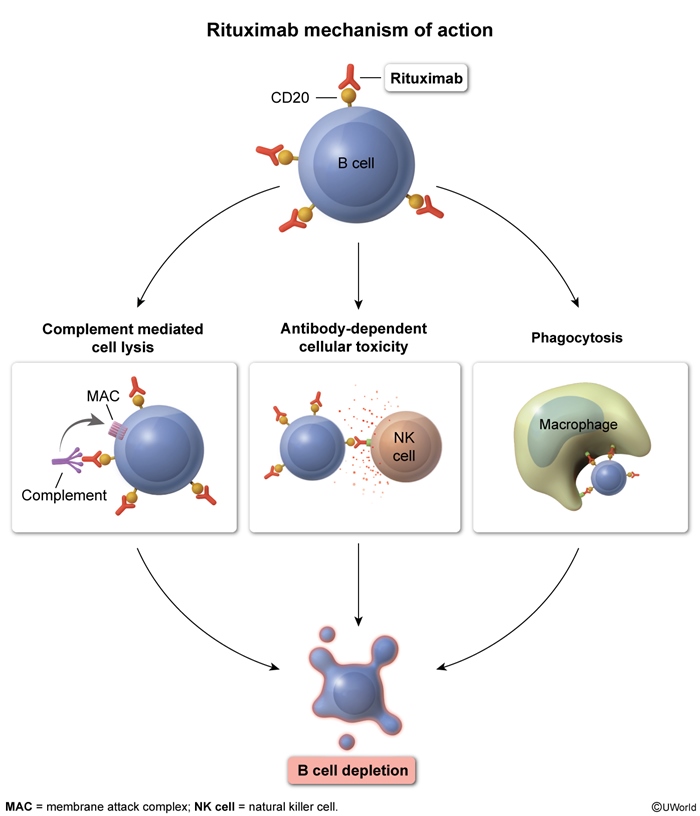 Rituximab mechanism of action
Rituximab
CD20
B cell
Complement mediated
cell lysis
Antibody-dependent
cellular toxicity
Phagocytosis
MAC
Complement
NK
cell
Macrophage
B cell depletion
MAC = membrane attack complex; NK cell = natural killer cell.
©UWorld